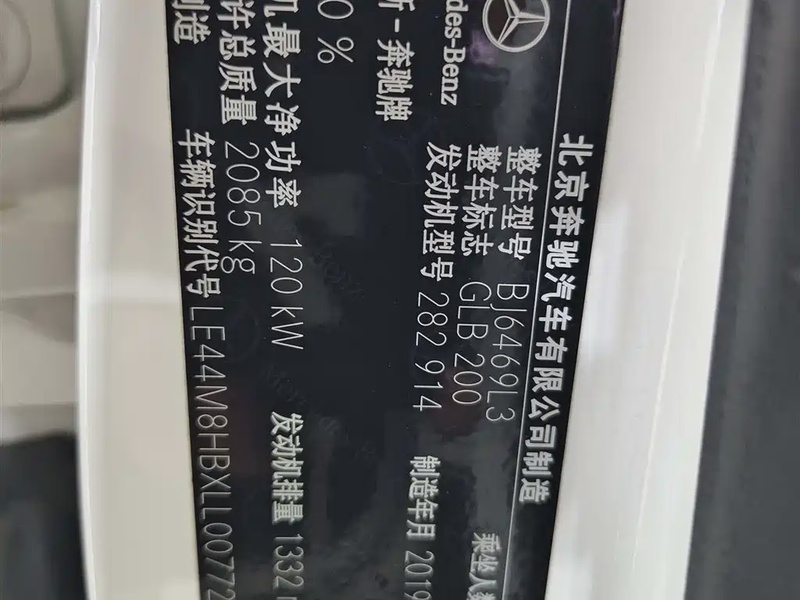 北京奔驰汽车有限公司制造
整车型号 BJ6469L3 乘坐人数
整车标志 GLB 200
des-Benz
发动机型号 282 914 制造年月 2019
奔驰牌
0 %
机最大净功率 120 kW 发动机排量 1332
许总质量 2085 kg
制造
车辆识别代号 LE44M8HBXLL00772